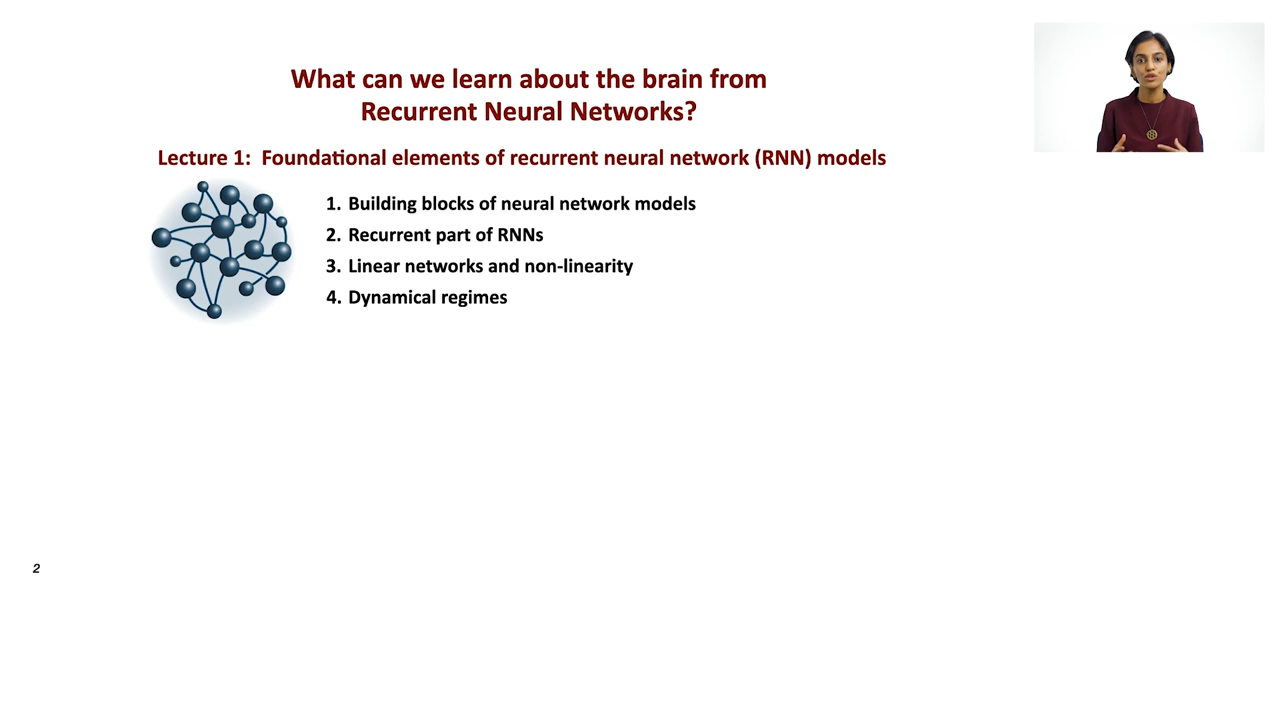 What can we learn about the brain from
Recurrent Neural Networks?
Lecture 1: Foundational elements of recurrent neural network (RNN) models
1. Building blocks of neural network models
2. Recurrent part of RNNs
3. Linear networks and non-linearity
4. Dynamical regimes
2